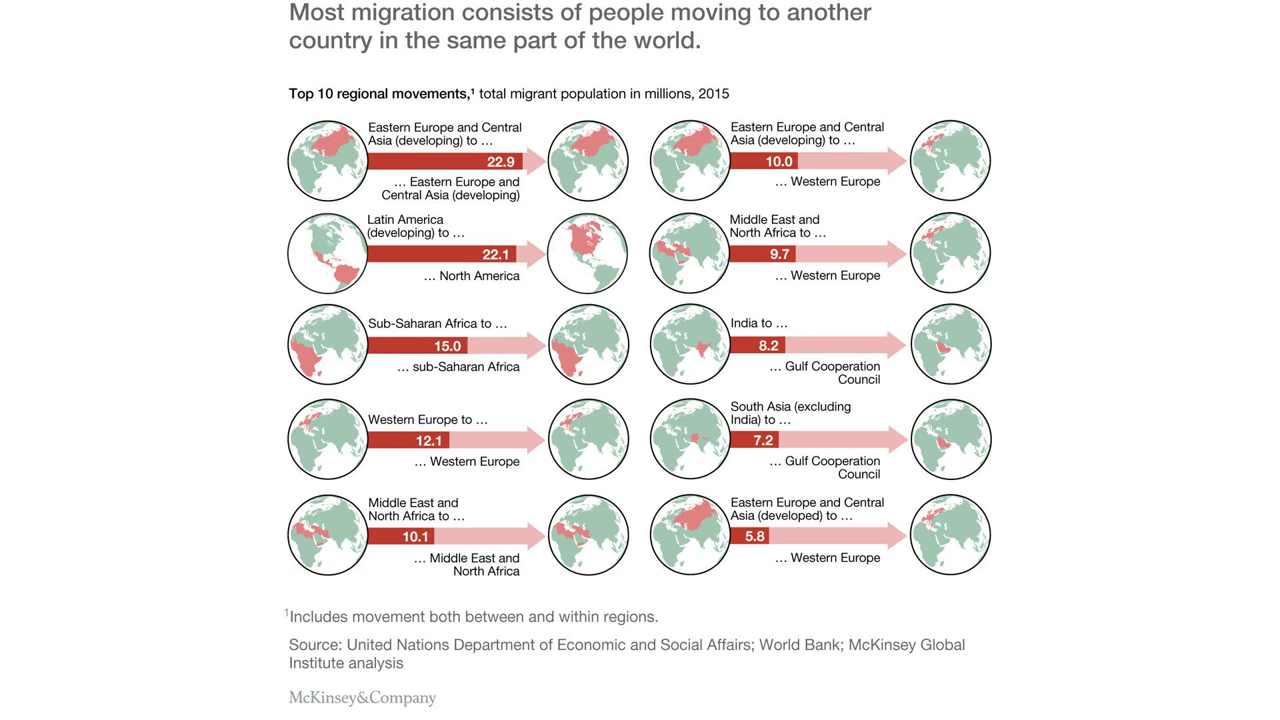 Most migration consists of people moving to another
country in the same part of the world.
Top 10 regional movements,¹ total migrant population in millions, 2015
Eastern Europe and Central
Asia (developing) to …
22.9
… Eastern Europe and
Central Asia (developing)
Latin America
(developing) to …
22.1
… North America
Sub-Saharan Africa to …
15.0
… sub-Saharan Africa
Western Europe to …
12.1
… Western Europe
Middle East and
North Africa to …
10.1
… Middle East and
North Africa
Eastern Europe and Central
Asia (developing) to …
10.0
… Western Europe
Middle East and
North Africa to …
9.7
… Western Europe
India to …
8.2
… Gulf Cooperation
Council
South Asia (excluding
India) to …
7.2
… Gulf Cooperation
Council
Eastern Europe and Central
Asia (developed) to …
5.8
… Western Europe
¹Includes movement both between and within regions.
Source: United Nations Department of Economic and Social Affairs; World Bank; McKinsey Global
Institute analysis
McKinsey&Company